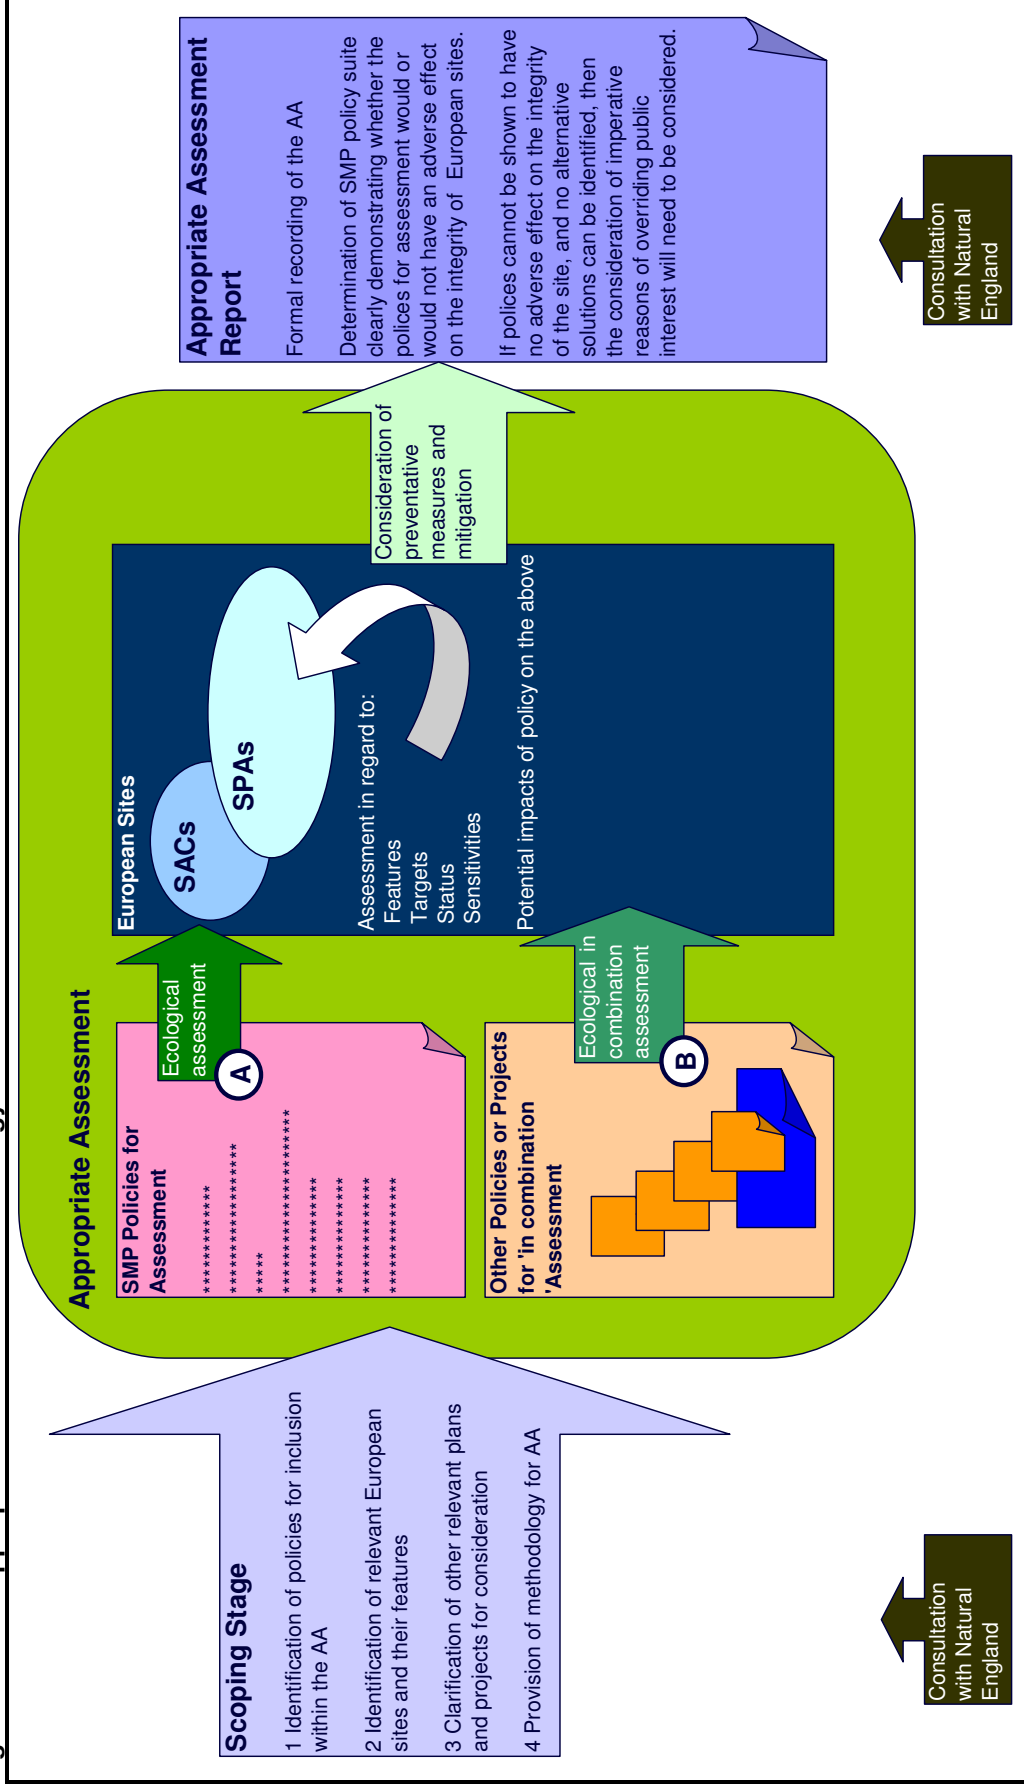 Scoping Stage
1 Identification of policies for inclusion
within the AA
2 Identification of relevant European
sites and their features
3 Clarification of other relevant plans
and projects for consideration
4 Provision of methodology for AA
Consultation
with Natural
England
Appropriate Assessment
SMP Policies for
Assessment
*************
******************
*****
************************
***************
***************
***************
***************
Ecological
assessment
A
Other Policies or Projects
for 'in combination
'Assessment
Ecological in
combination
assessment
B
European Sites
SACs
SPAs
Assessment in regard to:
Features
Targets
Status
Sensitivities
Potential impacts of policy on the above
Consideration of
preventative
measures and
mitigation
Appropriate Assessment
Report
Formal recording of the AA
Determination of SMP policy suite
clearly demonstrating whether the
polices for assessment would or
would not have an adverse effect
on the integrity of European sites.
If polices cannot be shown to have
no adverse effect on the integrity
of the site, and no alternative
solutions can be identified, then
the consideration of imperative
reasons of overriding public
interest will need to be considered.
Consultation
with Natural
England